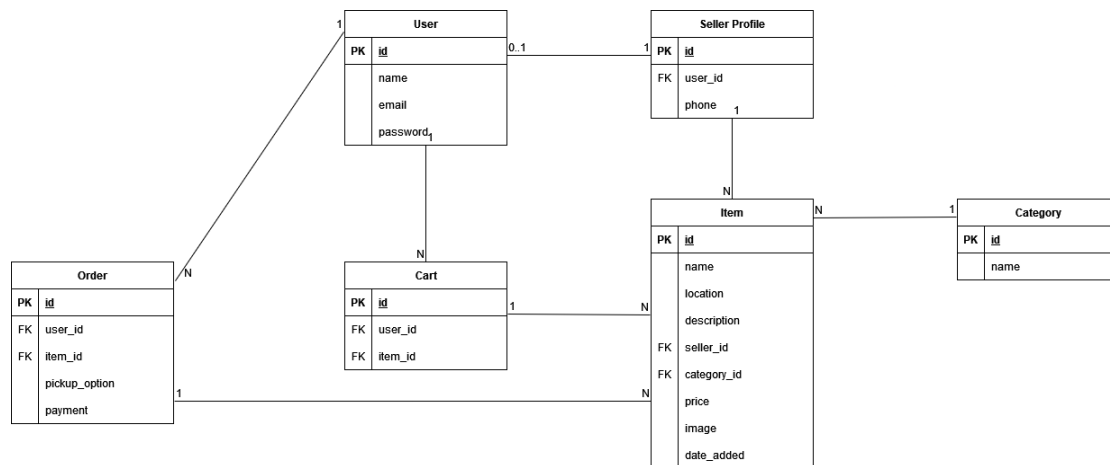 User
PK id
name
email
password
Seller Profile
PK id
FK user_id
phone
1
0..1
1
1
1
N
N
N
1
Item
PK id
name
location
description
FK seller_id
FK category_id
price
image
date_added
Category
PK id
name
N
N
Order
PK id
FK user_id
FK item_id
pickup_option
payment
Cart
PK id
FK user_id
FK item_id
1
N
1
N